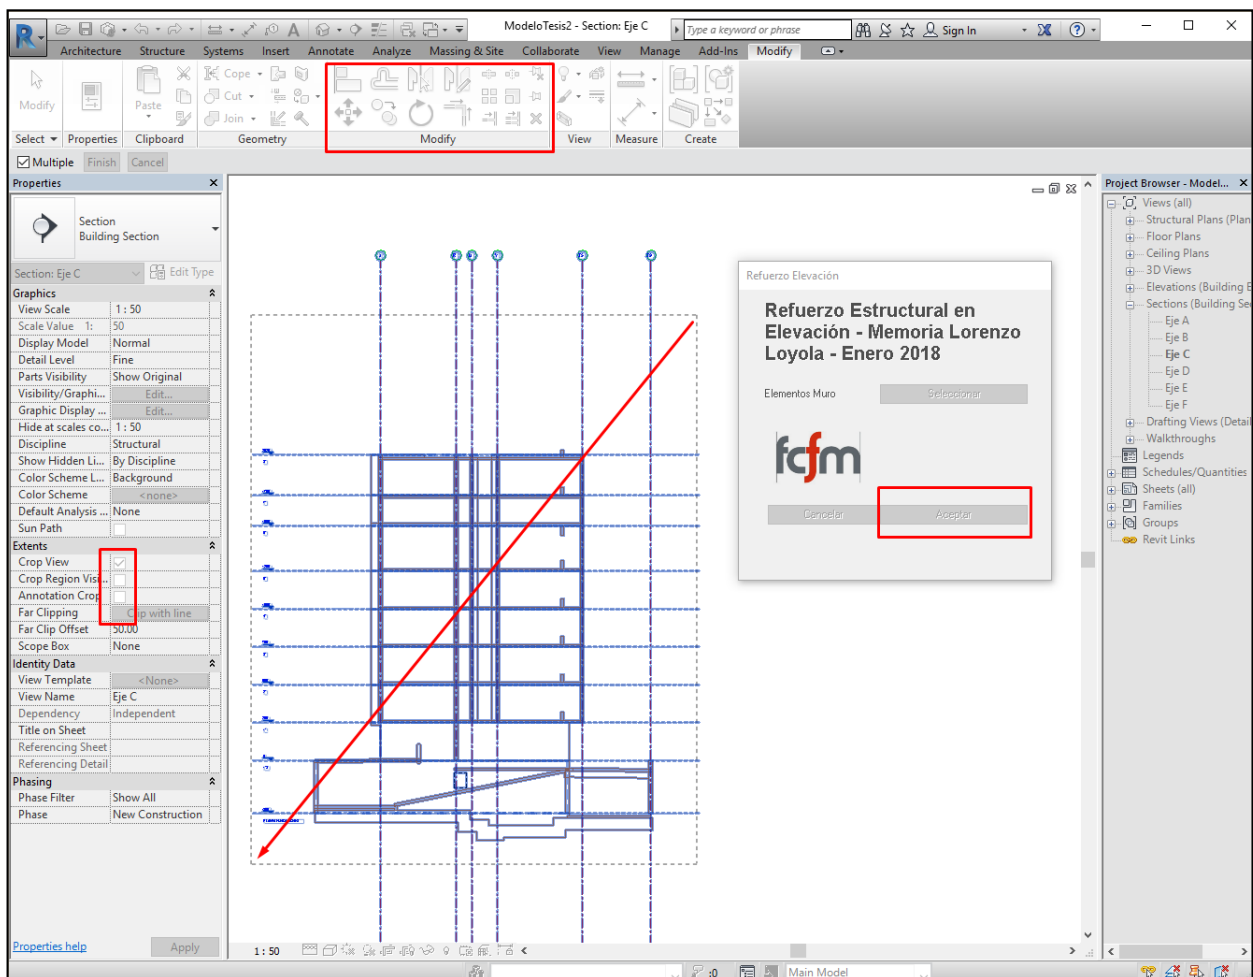 ModeloTesis2 - Section: Eje C
Type a keyword or phrase
Sign In
Architecture Structure Systems Insert Annotate Analyze Massing & Site Collaborate View Manage Add-Ins Modify
Modify
Paste
Cope
Cut
Join
Select Properties Clipboard Geometry Modify View Measure Create
Multiple Finish Cancel
Properties
Section
Building Section
Section: Eje C Edit Type
Graphics
View Scale 1 : 50
Scale Value 1: 50
Display Model Normal
Detail Level Fine
Parts Visibility Show Original
Visibility/Graphi... Edit...
Graphic Display ... Edit...
Hide at scales co... 1 : 50
Discipline Structural
Show Hidden Li... By Discipline
Color Scheme L... Background
Color Scheme <none>
Default Analysis ... None
Sun Path
Extents
Crop View
Crop Region Visi...
Annotation Crop
Far Clipping Clip with line
Far Clip Offset 50.00
Scope Box None
Identity Data
View Template <None>
View Name Eje C
Dependency Independent
Title on Sheet
Referencing Sheet
Referencing Detail
Phasing
Phase Filter Show All
Phase New Construction
Properties help Apply
Refuerzo Elevación
Refuerzo Estructural en
Elevación - Memoria Lorenzo
Loyola - Enero 2018
Elementos Muro Seleccionar
fcfm
Cancelar Aceptar
Project Browser - Model...
Views (all)
Structural Plans (Plan
Floor Plans
Ceiling Plans
3D Views
Elevations (Building E
Sections (Building Se
Eje A
Eje B
Eje C
Eje D
Eje E
Eje F
Drafting Views (Detail
Walkthroughs
Legends
Schedules/Quantities
Sheets (all)
Families
Groups
Revit Links
1 : 50
:0 Main Model